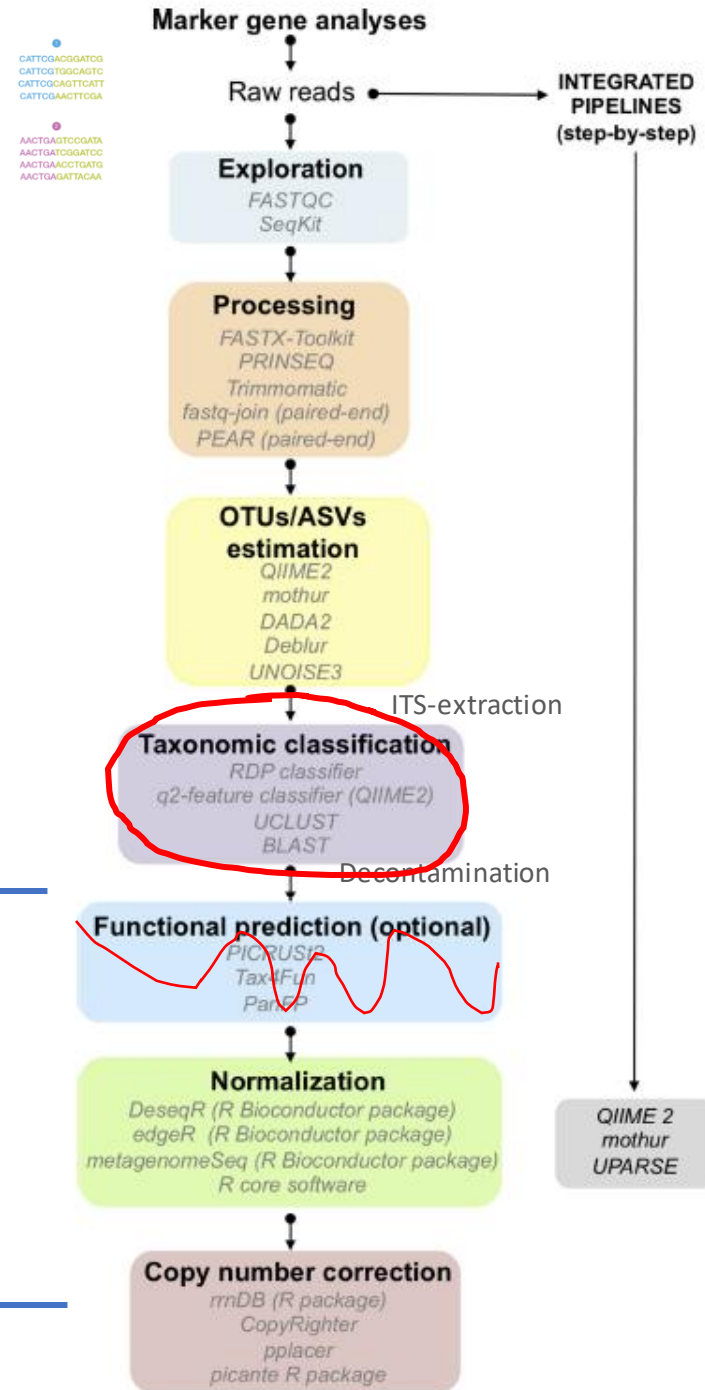 Marker gene analyses
1
CATTCGACGGATCG
CATTCGTGGCAGTC
CATTCGCAGTTCATT
CATTCGAACTTCGA
2
AACTGAGTCCGATA
AACTGATCGGATCC
AACTGAACCTGATG
AACTGAGATTACAA
Raw reads
INTEGRATED
PIPELINES
(step-by-step)
Exploration
FASTQC
SeqKit
Processing
FASTX-Toolkit
PRINSEQ
Trimmomatic
fastq-join (paired-end)
PEAR (paired-end)
OTUs/ASVs
estimation
QIIME2
mothur
DADA2
Deblur
UNOISE3
ITS-extraction
Taxonomic classification
RDP classifier
q2-feature classifier (QIIME2)
UCLUST
BLAST
Decontamination
Functional prediction (optional)
PICRUSt2
Tax4Fun
PanFP
Normalization
DeseqR (R Bioconductor package)
edgeR (R Bioconductor package)
metagenomeSeq (R Bioconductor package)
R core software
QIIME 2
mothur
UPARSE
Copy number correction
rrnDB (R package)
CopyRighter
pplacer
picante R package